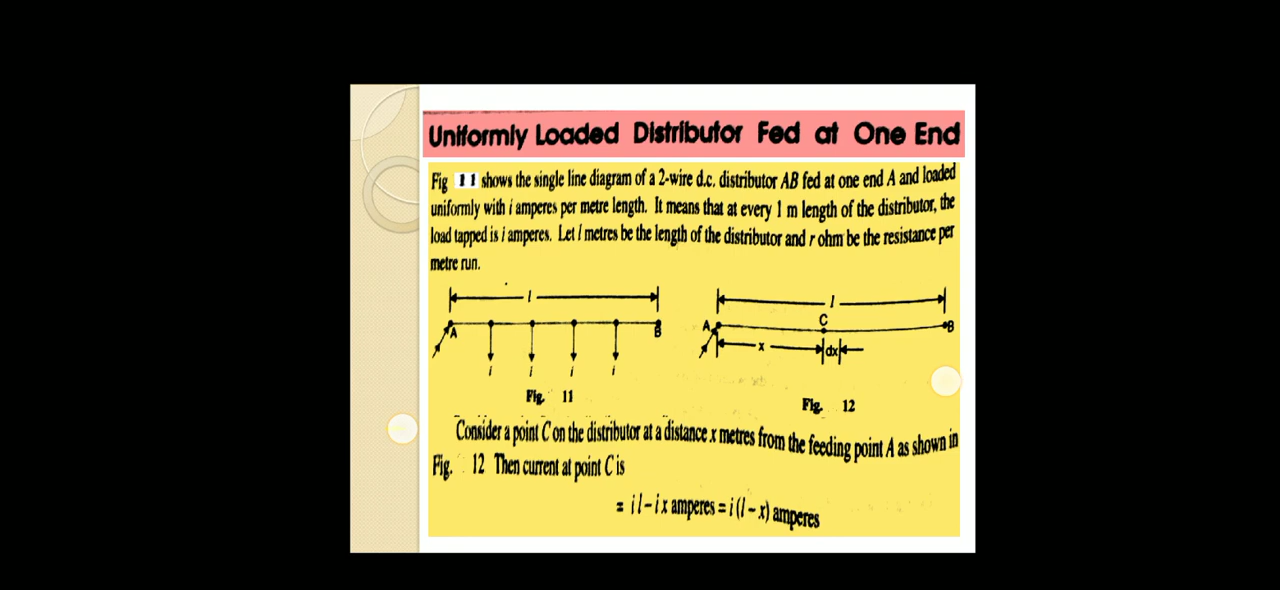 Uniformly Loaded Distributor Fed at One End
Fig 11 shows the single line diagram of a 2-wire d.c. distributor AB fed at one end A and loaded
uniformly with i amperes per metre length. It means that at every 1 m length of the distributor, the
load tapped is i amperes. Let l metres be the length of the distributor and r ohm be the resistance per
metre run.
l
A
B
i i i i
Fig. 11
l
A
C
B
x
dx
Fig. 12
Consider a point C on the distributor at a distance x metres from the feeding point A as shown in
Fig. 12 Then current at point C is
= i l – i x amperes = i (l – x) amperes